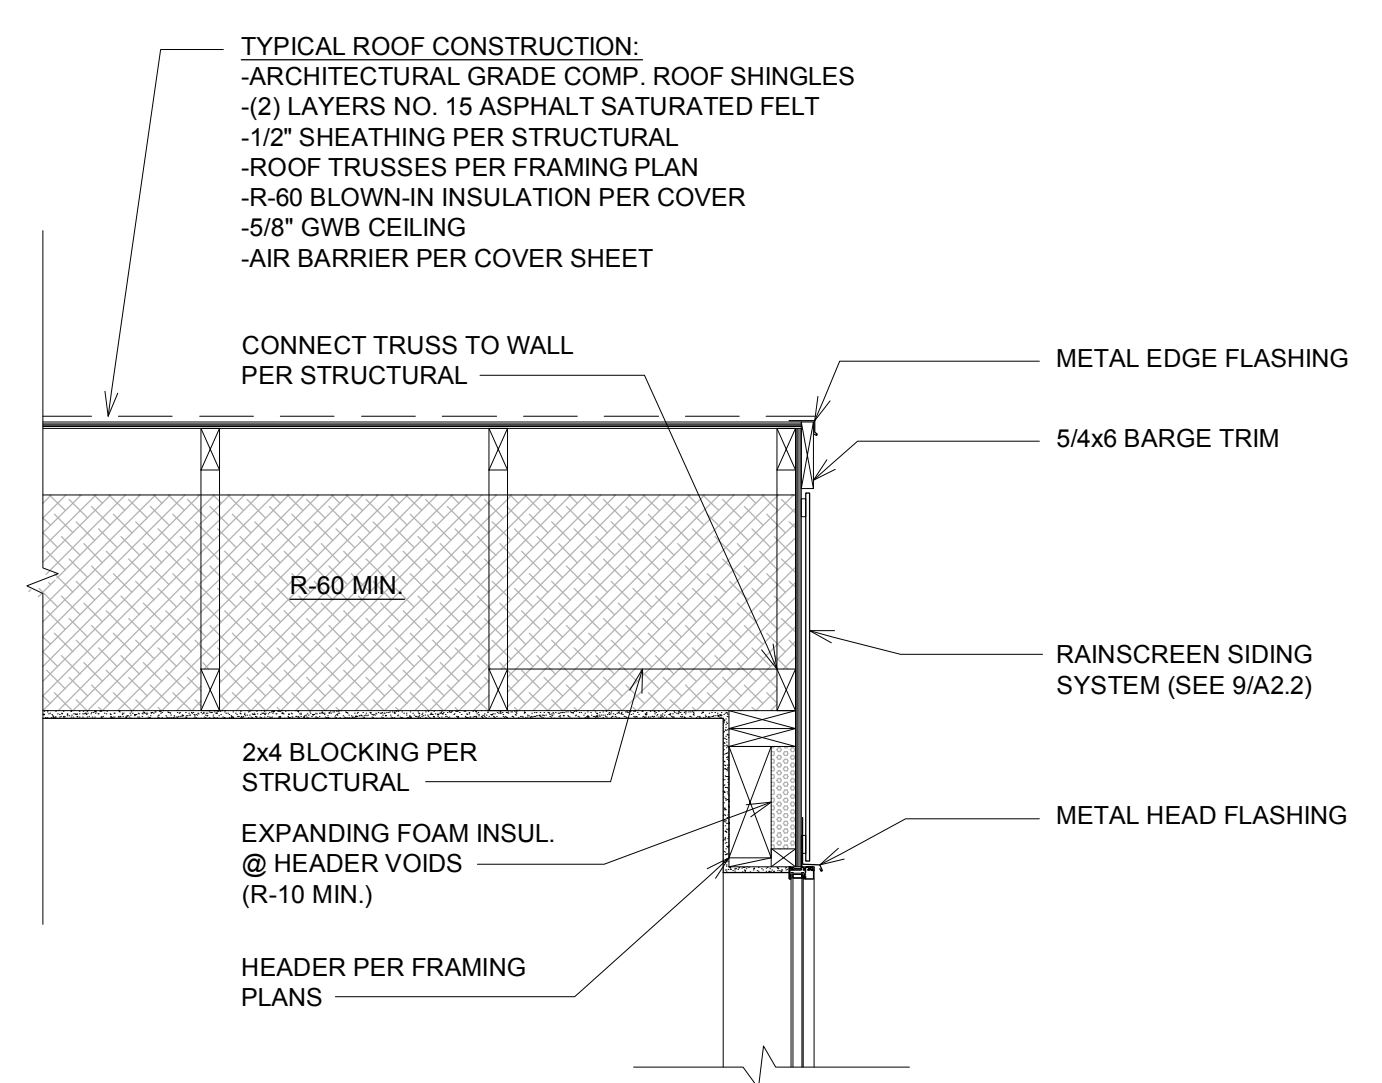 TYPICAL ROOF CONSTRUCTION:
-ARCHITECTURAL GRADE COMP. ROOF SHINGLES
-(2) LAYERS NO. 15 ASPHALT SATURATED FELT
-1/2" SHEATHING PER STRUCTURAL
-ROOF TRUSSES PER FRAMING PLAN
-R-60 BLOWN-IN INSULATION PER COVER
-5/8" GWB CEILING
-AIR BARRIER PER COVER SHEET
CONNECT TRUSS TO WALL
PER STRUCTURAL
METAL EDGE FLASHING
5/4x6 BARGE TRIM
R-60 MIN.
RAINSCREEN SIDING
SYSTEM (SEE 9/A2.2)
2x4 BLOCKING PER
STRUCTURAL
METAL HEAD FLASHING
EXPANDING FOAM INSUL.
@ HEADER VOIDS
(R-10 MIN.)
HEADER PER FRAMING
PLANS